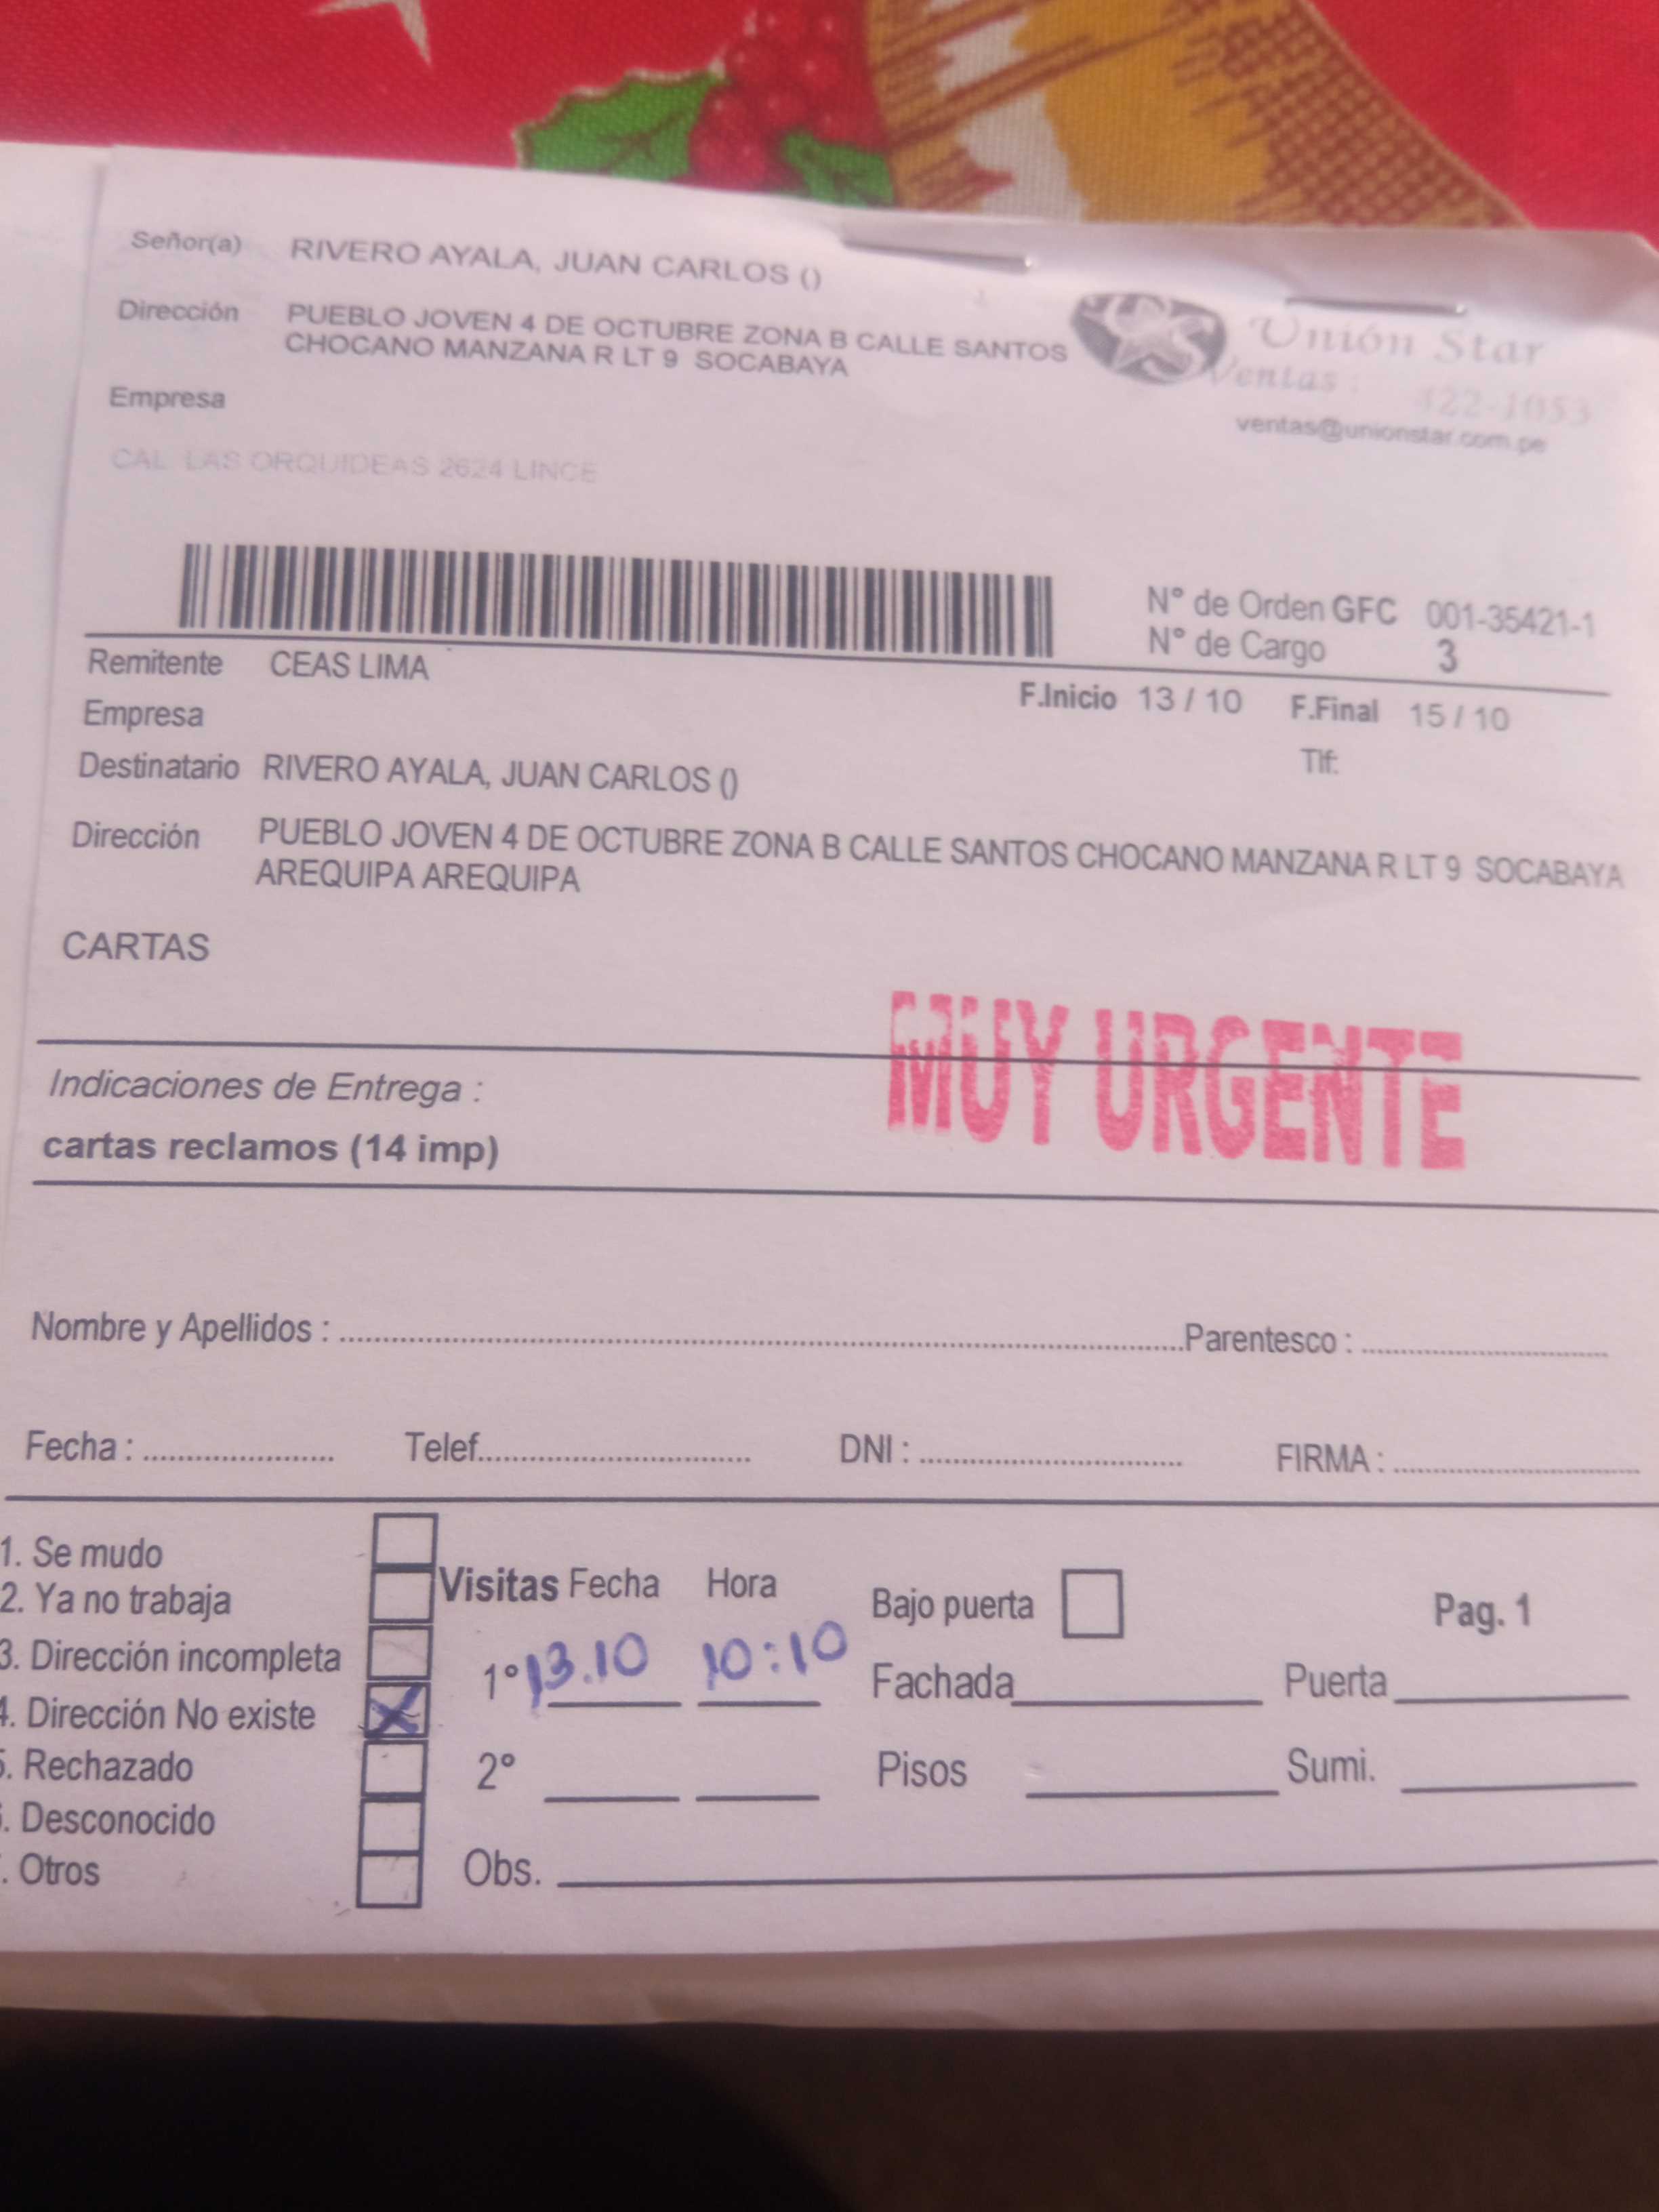 Señor(a) RIVERO AYALA, JUAN CARLOS ()
Dirección PUEBLO JOVEN 4 DE OCTUBRE ZONA B CALLE SANTOS
CHOCANO MANZANA R LT 9 SOCABAYA
Unión Star
Ventas : 422-1053
ventas@unionstar.com.pe
Empresa
CAL LAS ORQUIDEAS 2624 LINCE
N° de Orden GFC 001-35421-1
N° de Cargo 3
Remitente CEAS LIMA
F.Inicio 13 / 10 F.Final 15 / 10
Empresa
Tlf:
Destinatario RIVERO AYALA, JUAN CARLOS ()
Dirección PUEBLO JOVEN 4 DE OCTUBRE ZONA B CALLE SANTOS CHOCANO MANZANA R LT 9 SOCABAYA
AREQUIPA AREQUIPA
CARTAS
MUY URGENTE
Indicaciones de Entrega :
cartas reclamos (14 imp)
Nombre y Apellidos : Parentesco :
Fecha : Telef. DNI : FIRMA :
1. Se mudo
2. Ya no trabaja
3. Dirección incompleta
4. Dirección No existe X
5. Rechazado
6. Desconocido
. Otros
Visitas Fecha Hora
1° 13.10 10:10
2°
Obs.
Bajo puerta
Pag. 1
Fachada Puerta
Pisos Sumi.